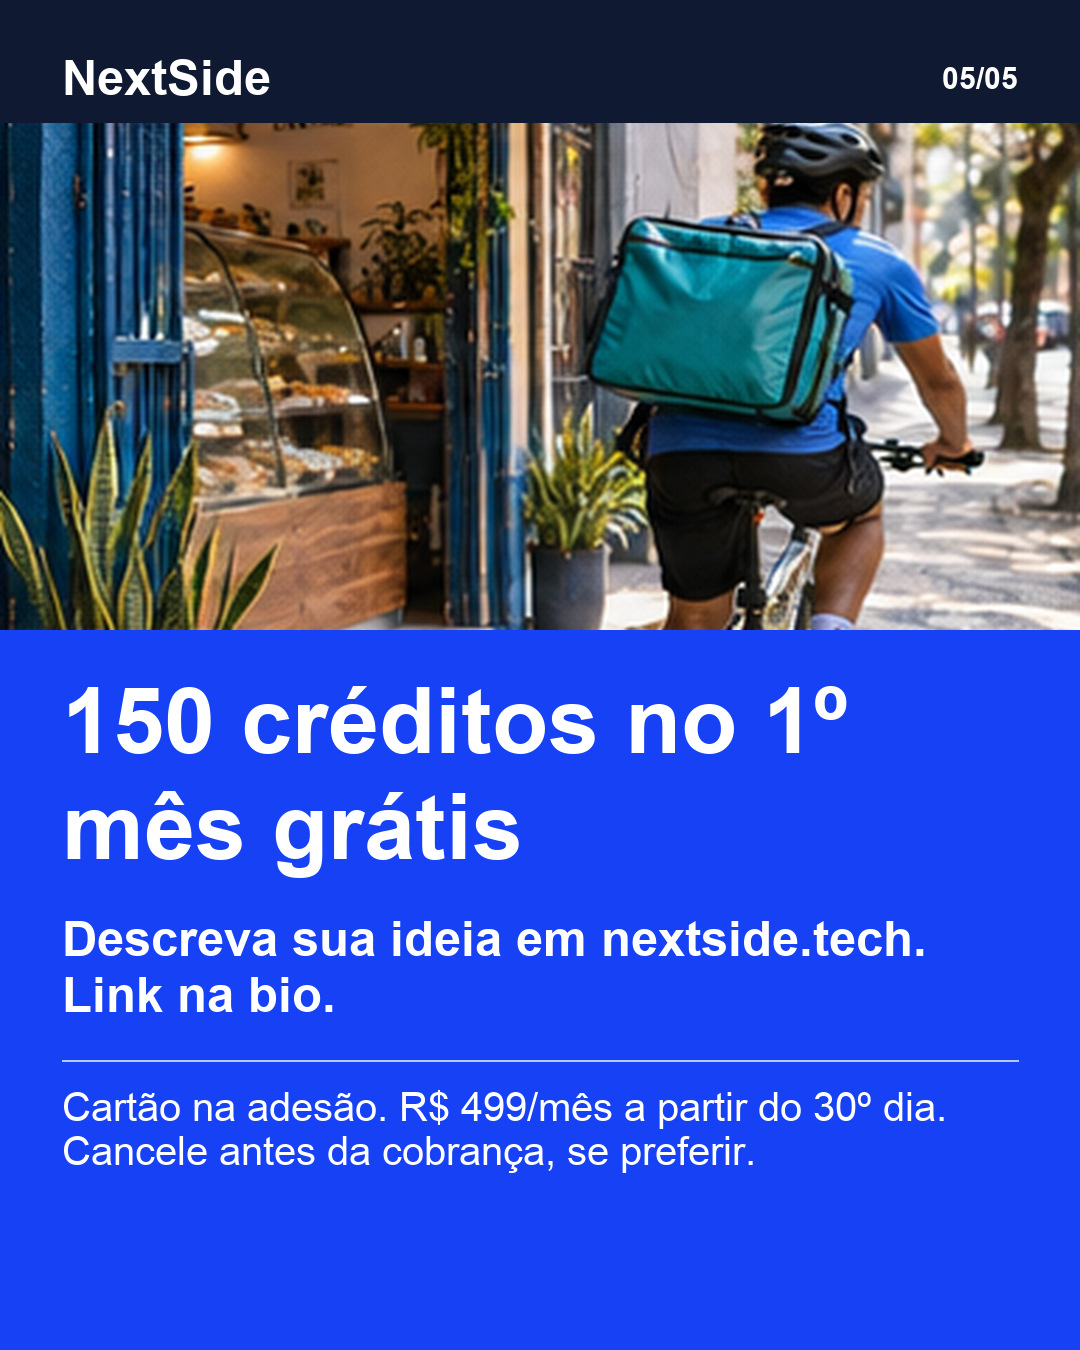 NextSide
05/05
150 créditos no 1º
mês grátis
Descreva sua ideia em nextside.tech.
Link na bio.
Cartão na adesão. R$ 499/mês a partir do 30º dia.
Cancele antes da cobrança, se preferir.